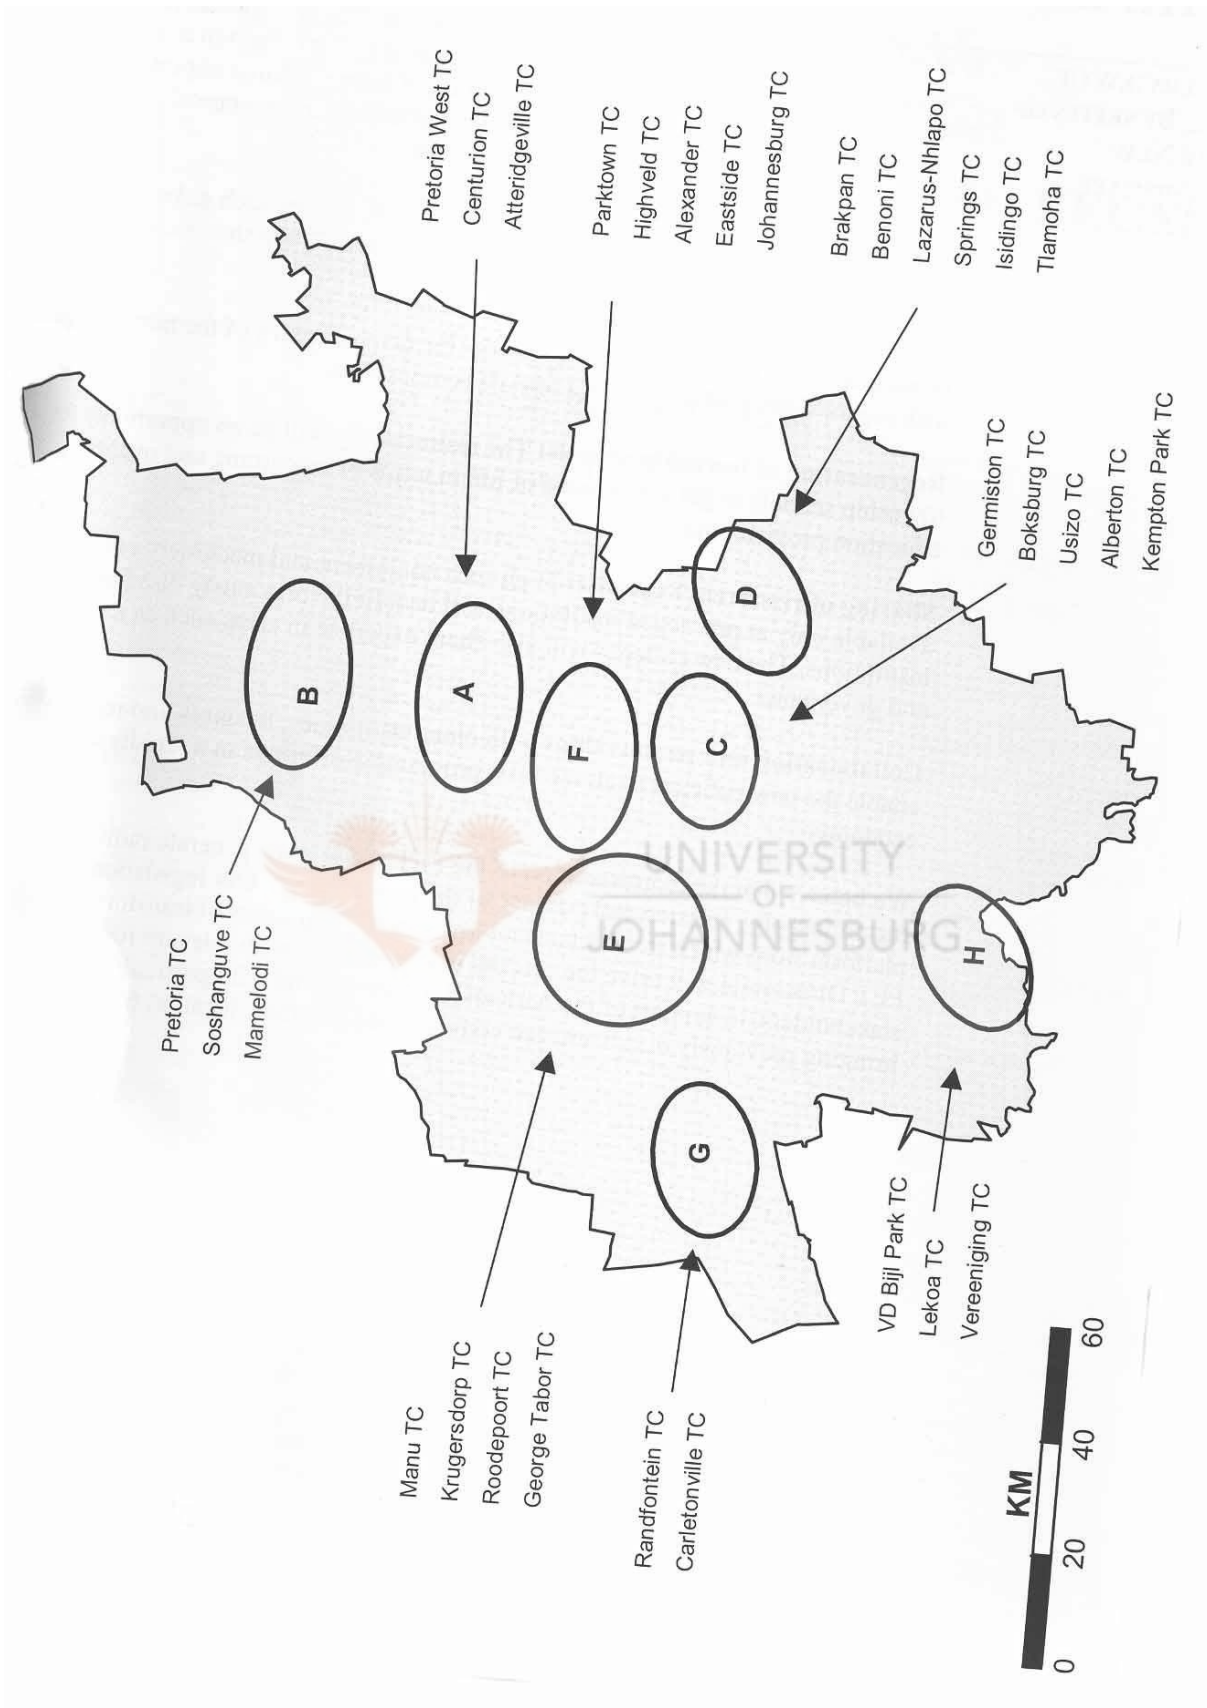 Pretoria TC
Soshanguve TC
Mamelodi TC
Pretoria West TC
Centurion TC
Atteridgeville TC
Manu TC
Krugersdorp TC
Roodepoort TC
George Tabor TC
Parktown TC
Highveld TC
Alexander TC
Eastside TC
Johannesburg TC
Randfontein TC
Carletonville TC
Brakpan TC
Benoni TC
Lazarus-Nhlapo TC
Springs TC
Isidingo TC
Tlamoha TC
VD Bijl Park TC
Lekoa TC
Vereeniging TC
Germiston TC
Boksburg TC
Usizo TC
Alberton TC
Kempton Park TC
B
A
F
E
G
C
D
H
UNIVERSITY
OF
JOHANNESBURG
KM
0 20 40 60